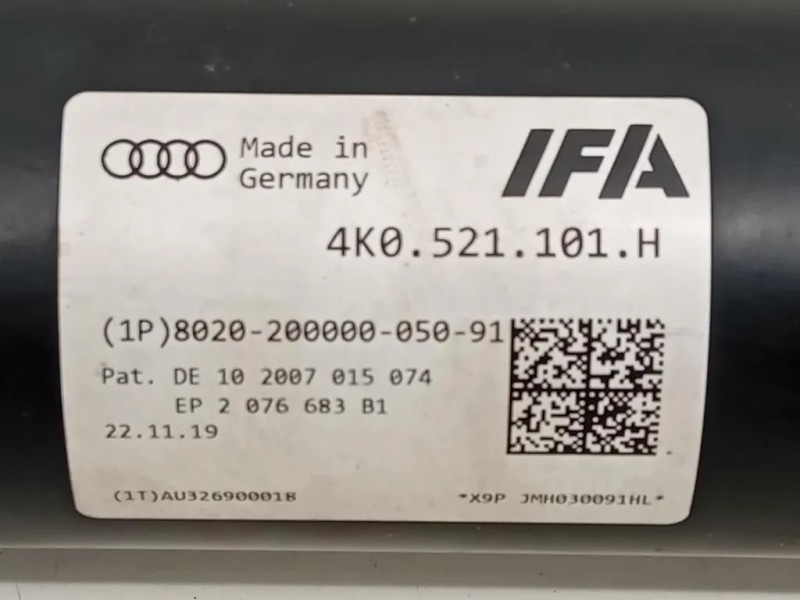 Made in
Germany
IFA
4K0.521.101.H
(1P)8020-200000-050-91
Pat. DE 10 2007 015 074
EP 2 076 683 B1
22.11.19
(1T)AU326900018
*X9P JMH030091HL*